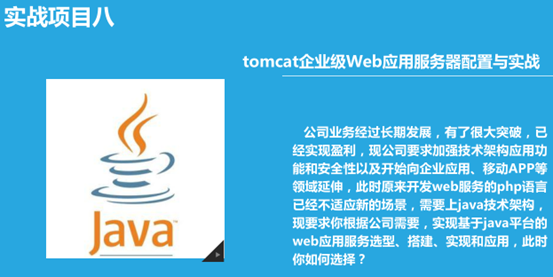 实战项目八
tomcat企业级Web应用服务器配置与实战
公司业务经过长期发展，有了很大突破，已
经实现盈利，现公司要求加强技术架构应用功
能和安全性以及开始向企业应用、移动APP等
领域延伸，此时原来开发web服务的php语言
已经不适应新的场景，需要上java技术架构，
现要求你根据公司需要，实现基于java平台的
web应用服务选型、搭建、实现和应用，此时
你如何选择？
Java™